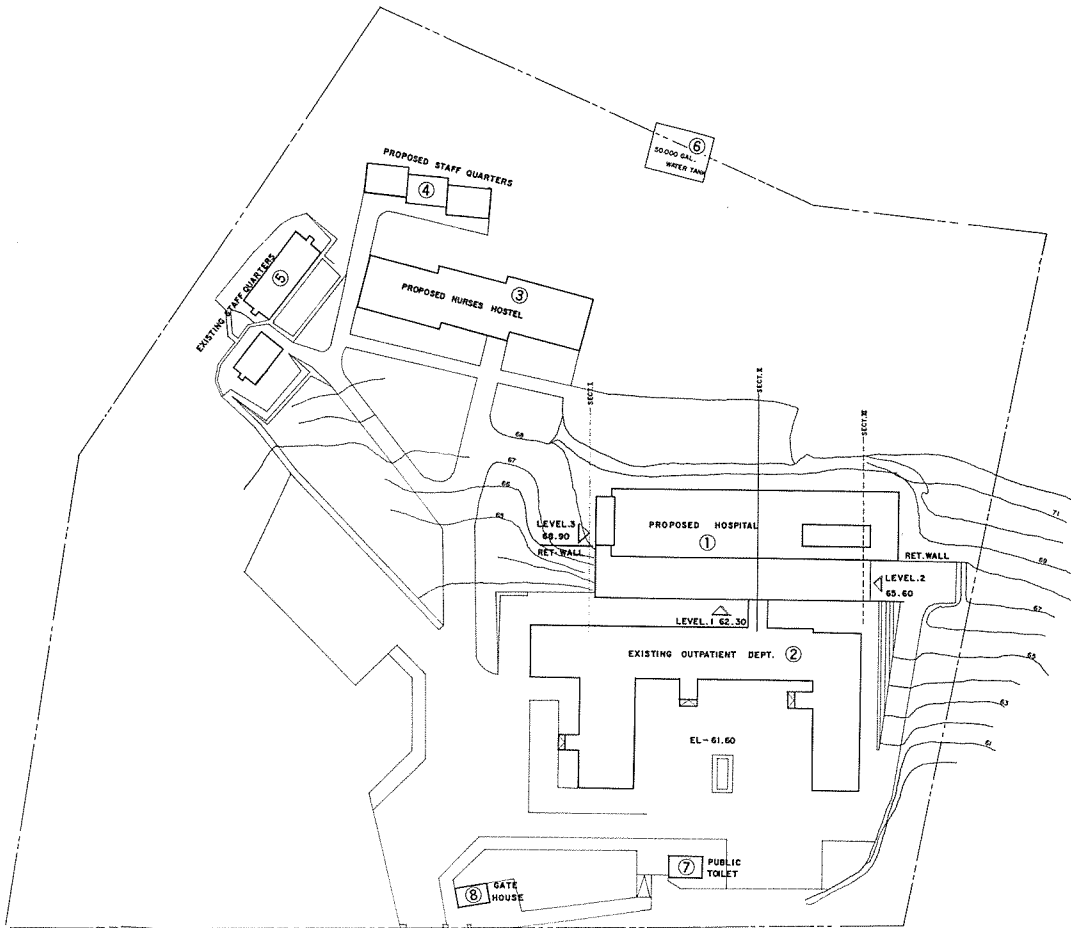 ⑥
50.000 GAL.
WATER TANK
PROPOSED STAFF QUARTERS
④
EXISTING STAFF QUARTERS
⑤
③
PROPOSED NURSES HOSTEL
SECT.I
SECT.II
SECT.III
68
67
66
65
71
69
67
65
63
61
LEVEL.3
68.90
RET. WALL
PROPOSED HOSPITAL
①
RET. WALL
LEVEL.2
65.60
LEVEL.1 62.30
EXISTING OUTPATIENT DEPT. ②
EL-61.60
⑦ PUBLIC
TOILET
⑧ GATE
HOUSE